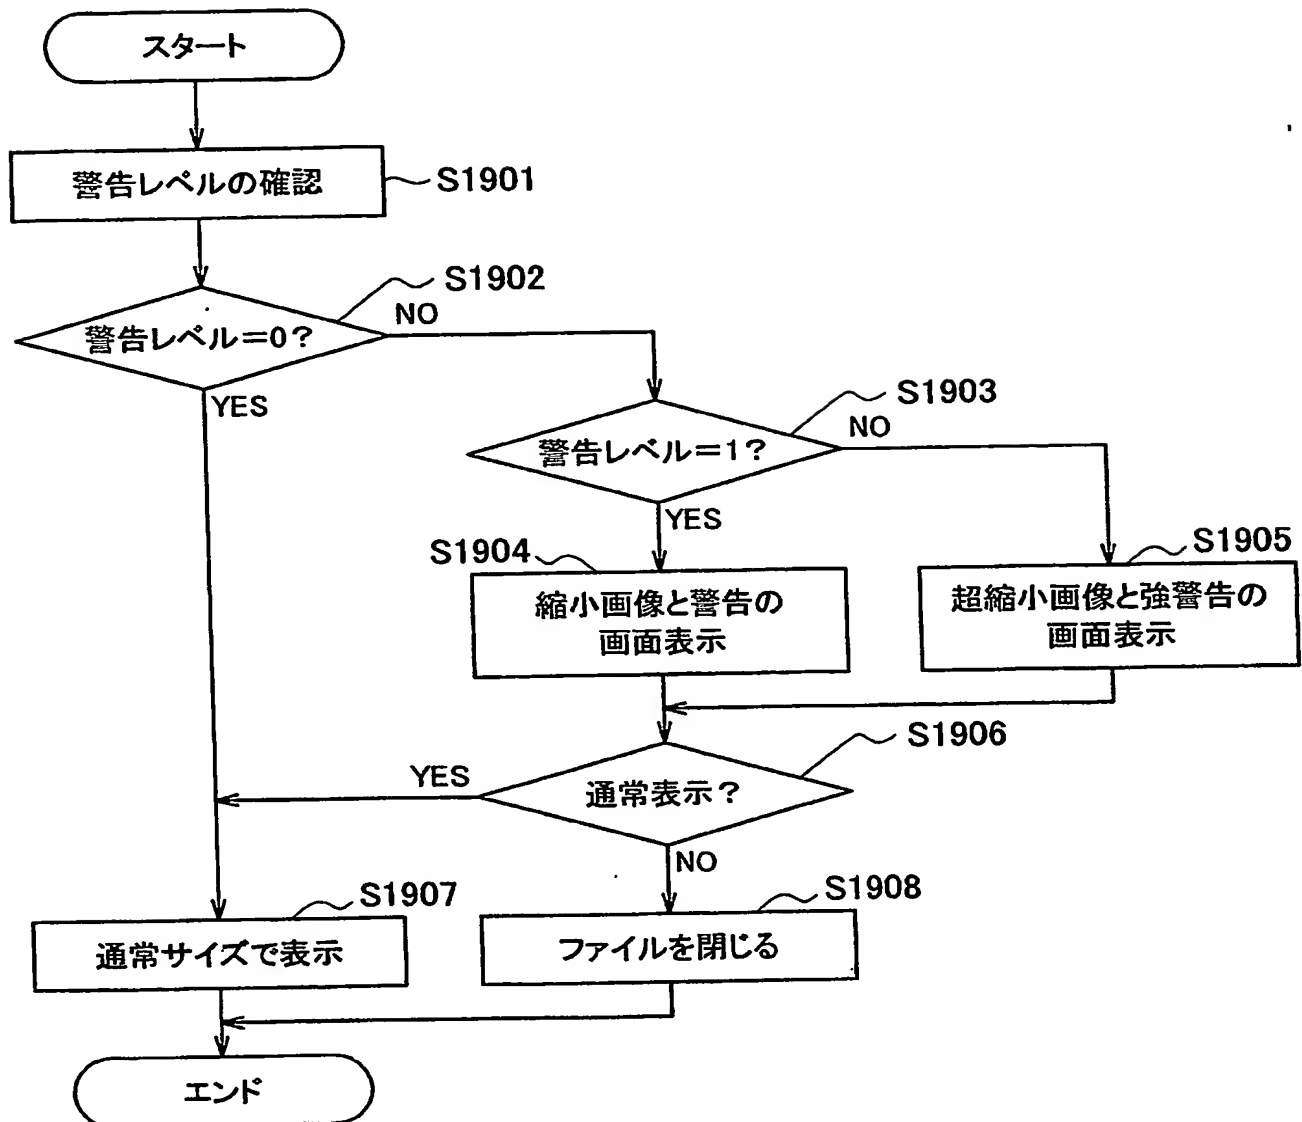 スタート
警告レベルの確認
S1901
S1902
警告レベル＝0？
NO
YES
S1903
警告レベル＝1？
NO
YES
S1904
縮小画像と警告の
画面表示
S1905
超縮小画像と強警告の
画面表示
S1906
通常表示？
YES
NO
S1907
通常サイズで表示
S1908
ファイルを閉じる
エンド